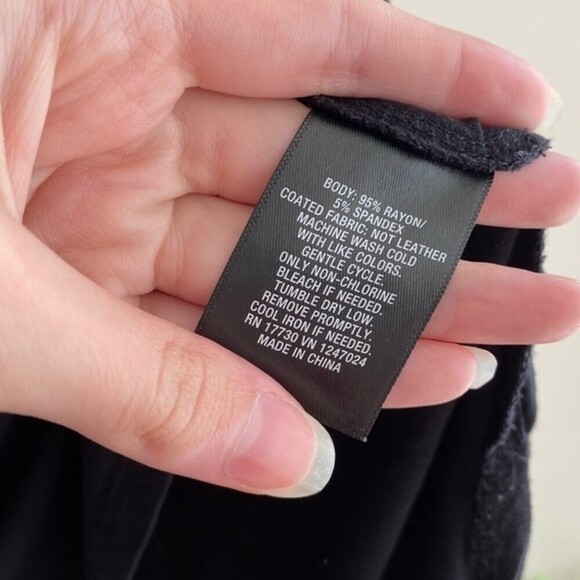 BODY: 95% RAYON/
5% SPANDEX
COATED FABRIC: NOT LEATHER
MACHINE WASH COLD
WITH LIKE COLORS.
GENTLE CYCLE.
ONLY NON-CHLORINE
BLEACH IF NEEDED.
TUMBLE DRY LOW.
REMOVE PROMPTLY.
COOL IRON IF NEEDED.
RN 17730 VN 1247024
MADE IN CHINA